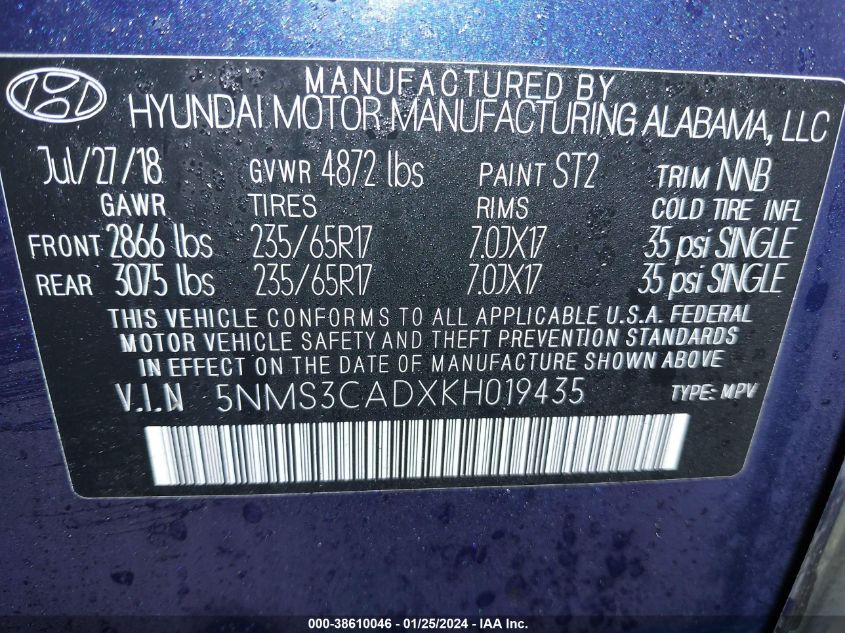 MANUFACTURED BY
HYUNDAI MOTOR MANUFACTURING ALABAMA, LLC
Jul/27/18 GVWR 4872 lbs PAINT ST2 TRIM NNB
GAWR TIRES RIMS COLD TIRE INFL
FRONT 2866 lbs 235/65R17 7.0JX17 35 psi SINGLE
REAR 3075 lbs 235/65R17 7.0JX17 35 psi SINGLE
THIS VEHICLE CONFORMS TO ALL APPLICABLE U.S.A. FEDERAL
MOTOR VEHICLE SAFETY AND THEFT PREVENTION STANDARDS
IN EFFECT ON THE DATE OF MANUFACTURE SHOWN ABOVE.
V.I.N 5NMS3CADXKH019435 TYPE: MPV
000-38610046 - 01/25/2024 - IAAI.COM